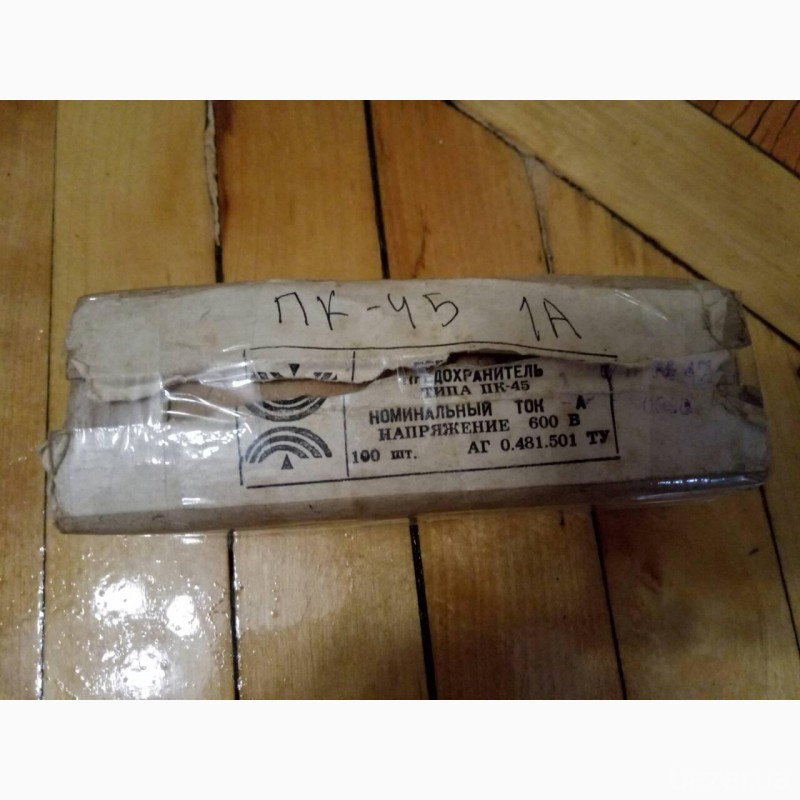 ПК-45 1А
ПРЕДОХРАНИТЕЛЬ
ТИПА ПК-45
НОМИНАЛЬНЫЙ ТОК А
НАПРЯЖЕНИЕ 600 В
100 шт. АГ 0.481.501 ТУ